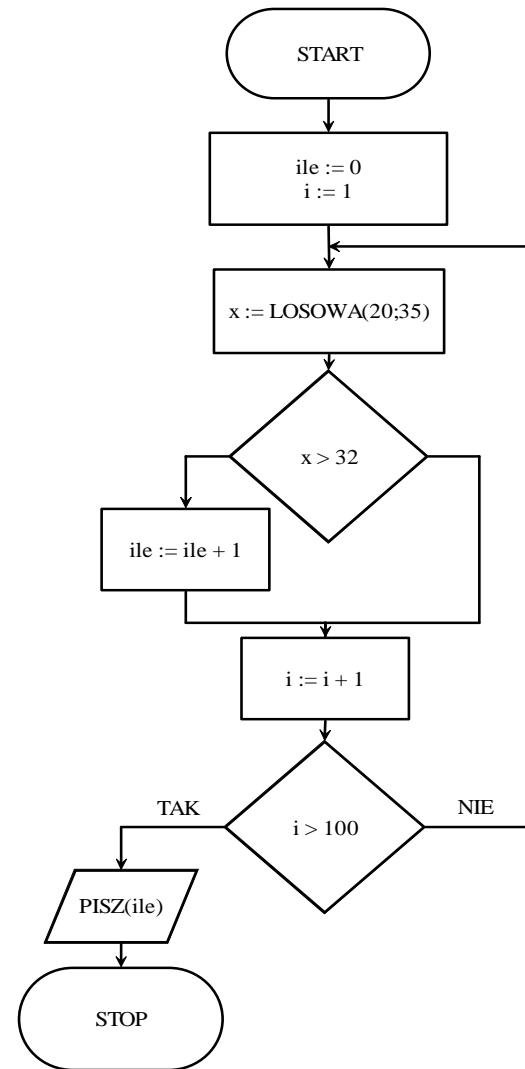 START
ile := 0
i := 1
x := LOSOWA(20;35)
x > 32
ile := ile + 1
i := i + 1
TAK
i > 100
NIE
PISZ(ile)
STOP